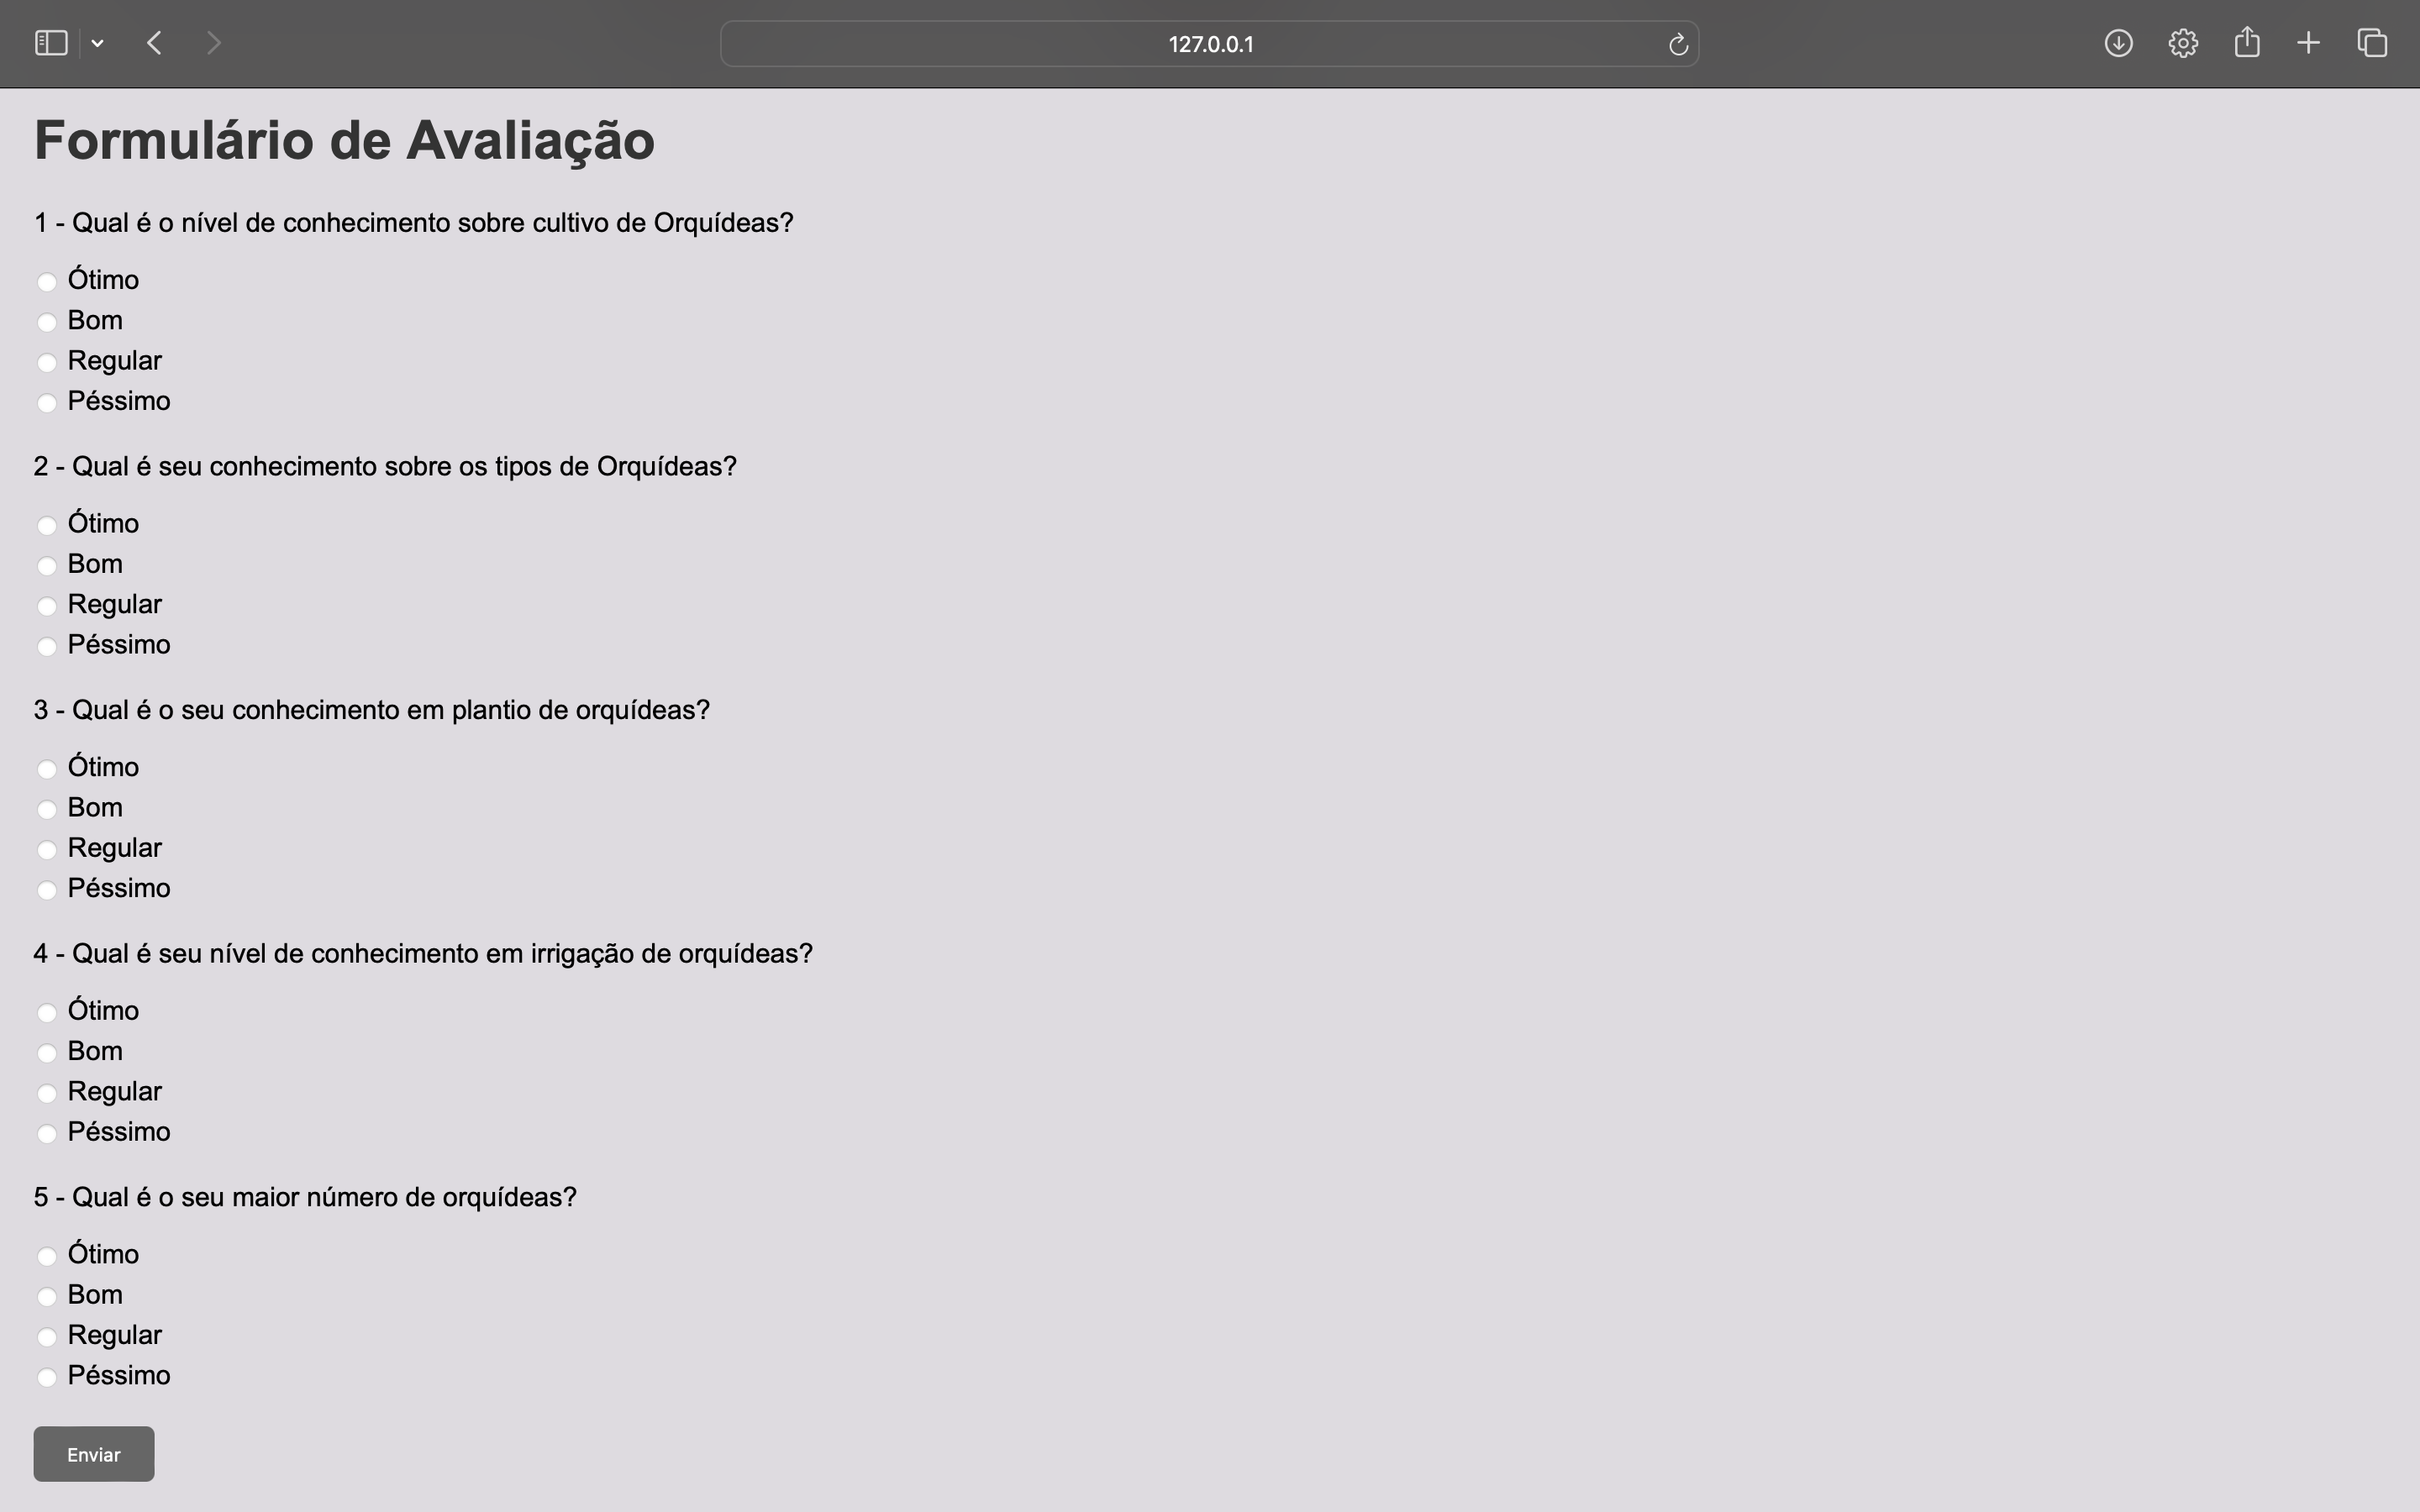 127.0.0.1
Formulário de Avaliação
1 - Qual é o nível de conhecimento sobre cultivo de Orquídeas?
Ótimo
Bom
Regular
Péssimo
2 - Qual é seu conhecimento sobre os tipos de Orquídeas?
Ótimo
Bom
Regular
Péssimo
3 - Qual é o seu conhecimento em plantio de orquídeas?
Ótimo
Bom
Regular
Péssimo
4 - Qual é seu nível de conhecimento em irrigação de orquídeas?
Ótimo
Bom
Regular
Péssimo
5 - Qual é o seu maior número de orquídeas?
Ótimo
Bom
Regular
Péssimo
Enviar